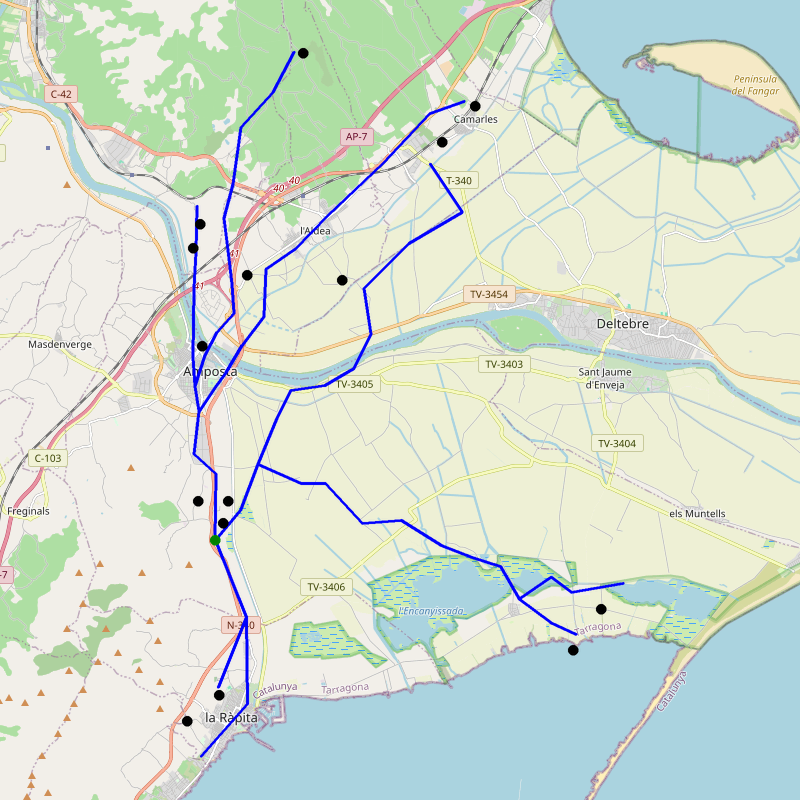 C-42
Península
del Fangar
AP-7
Camarles
40
40
T-340
l'Aldea
41
41
TV-3454
Deltebre
Masdenverge
Amposta
TV-3403
TV-3405
Sant Jaume
d'Enveja
TV-3404
C-103
Freginals
els Muntells
-7
TV-3406
l'Encanyissada
N-340
Tarragona
Catalunya
Tarragona
Catalunya
la Ràpita